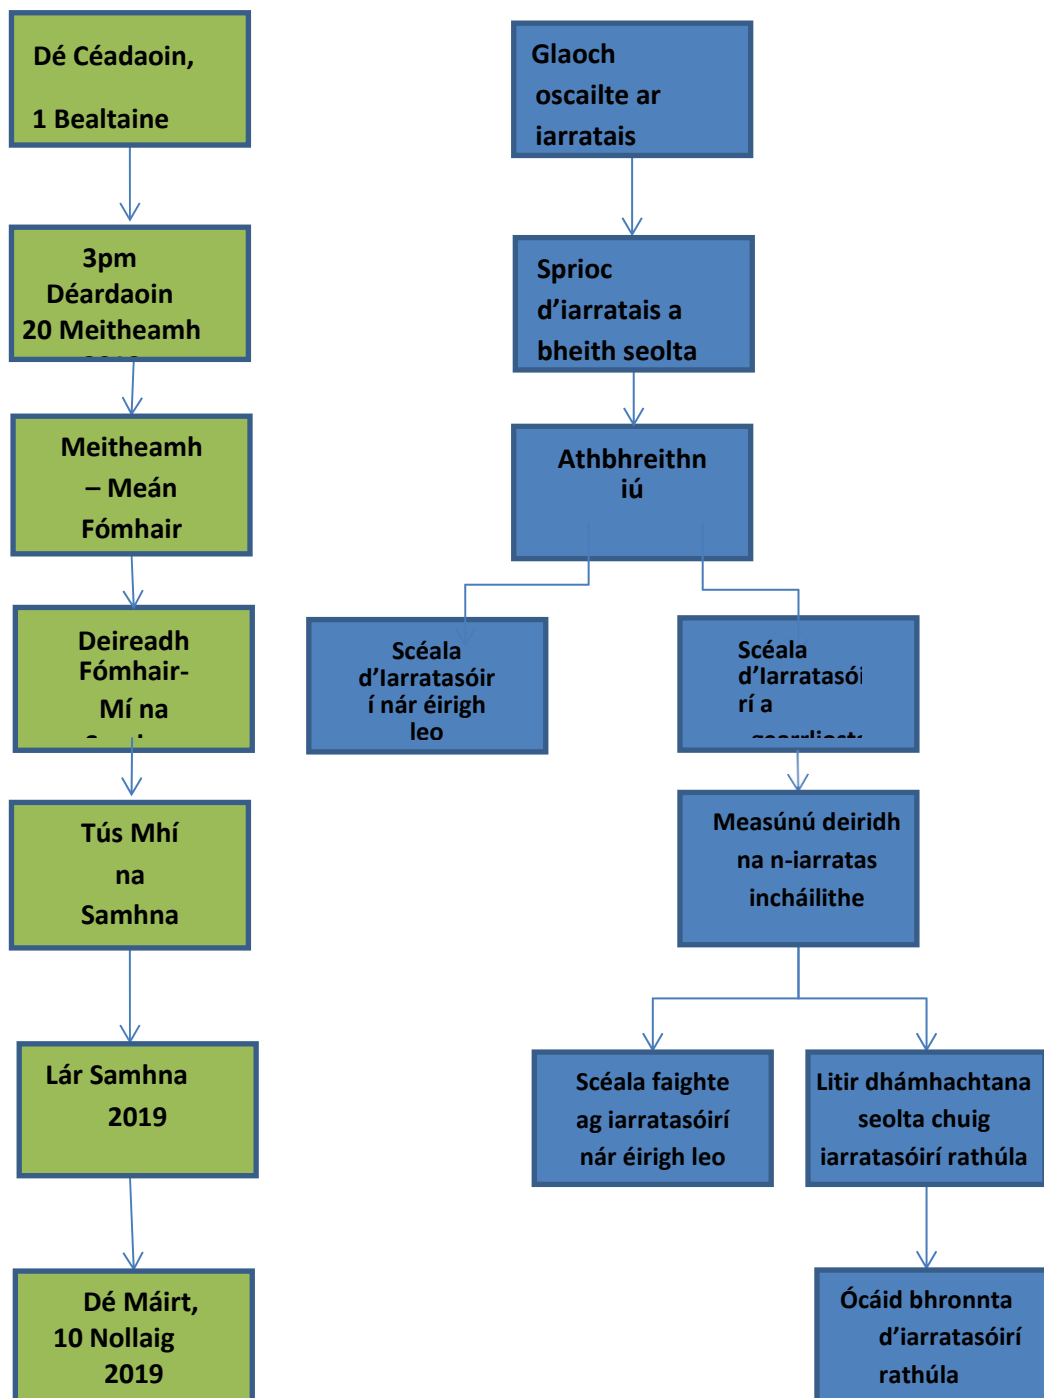 Dé Céadaoin,
1 Bealtaine
3pm
Déardaoin
20 Meitheamh
Meitheamh
– Meán
Fómhair
Deireadh
Fómhair-
Mí na
Tús Mhí
na
Samhna
Lár Samhna
2019
Dé Máirt,
10 Nollaig
2019
Glaoch
oscailte ar
iarratais
Sprioc
d’iarratais a
bheith seolta
Athbhreithn
iú
Scéala
d’Iarratasóir
í nár éirigh
leo
Scéala
d’Iarratasói
rí a
Measúnú deiridh
na n-iarratas
incháilithe
Scéala faighte
ag iarratasóirí
nár éirigh leo
Litir dhámhachtana
seolta chuig
iarratasóirí rathúla
Ócáid bhronnta
d’iarratasóirí
rathúla